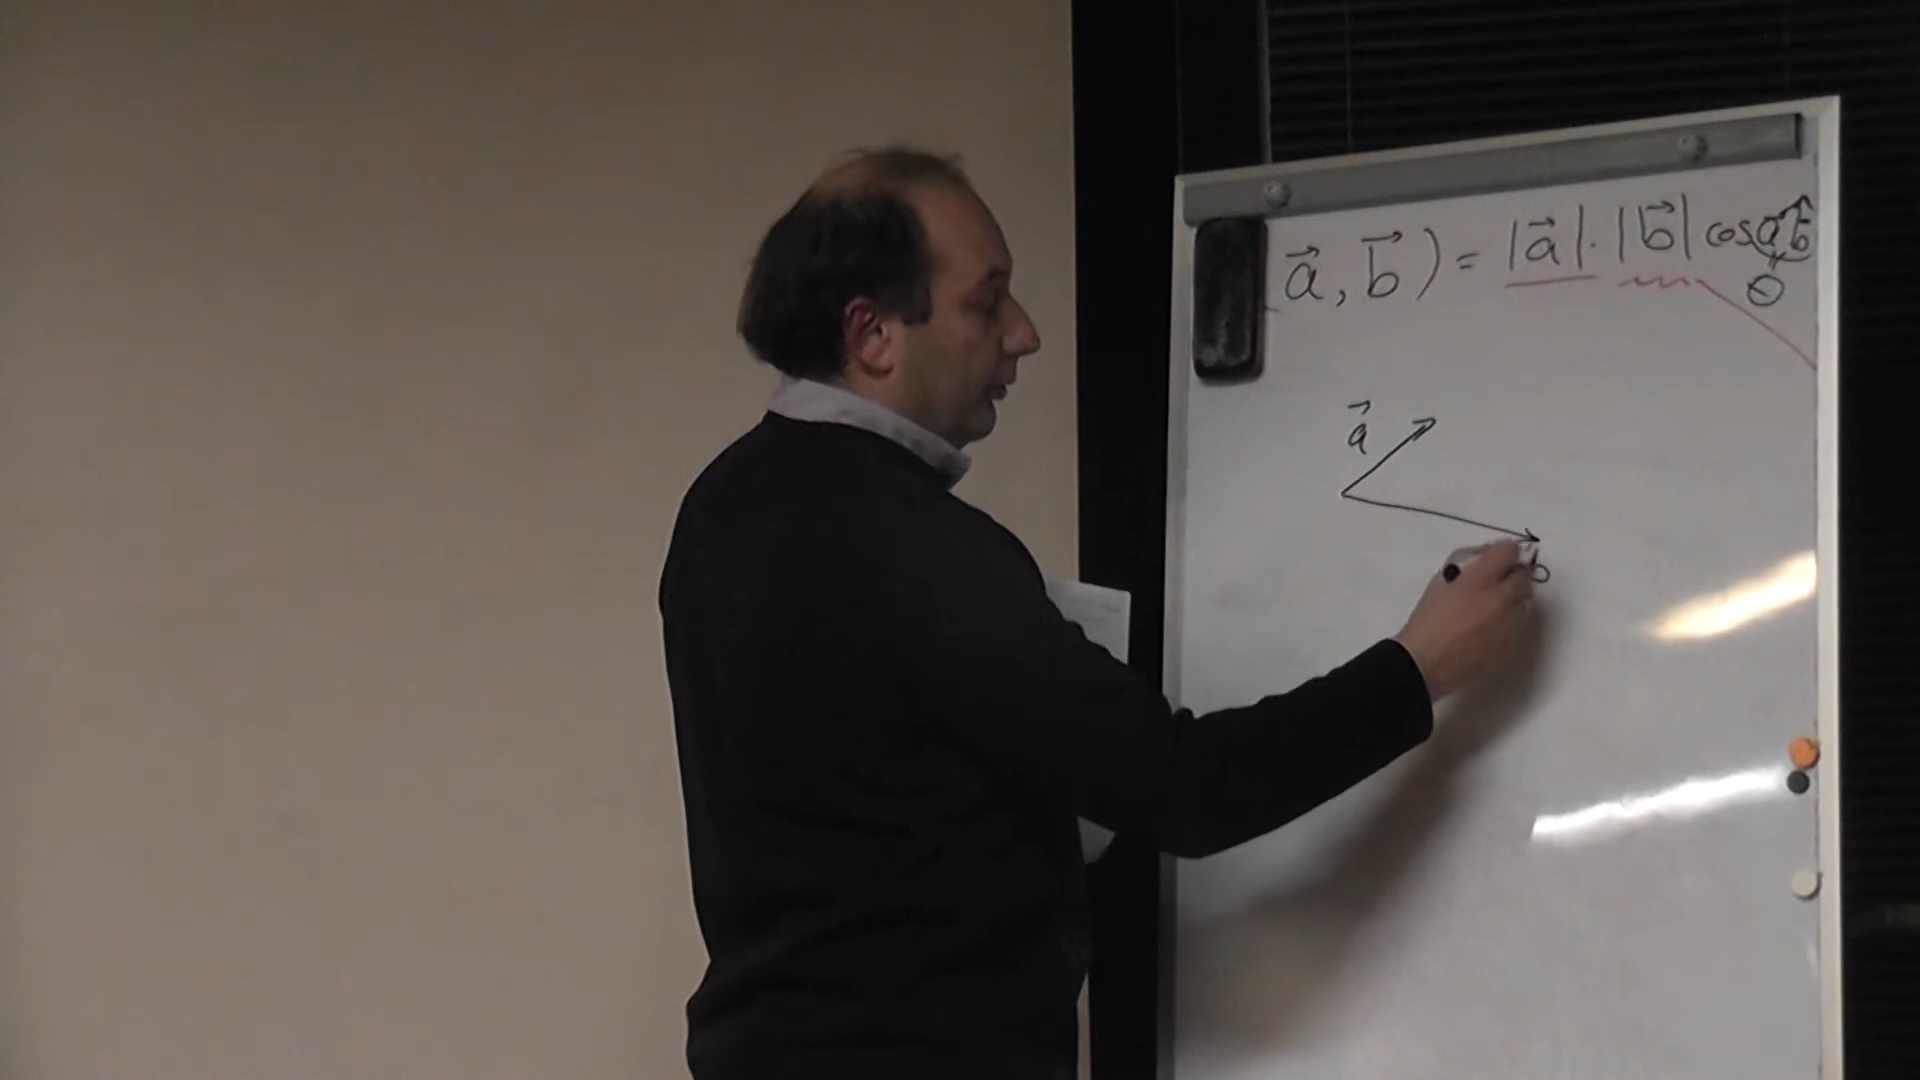 a⃗, b⃗) = |a⃗|·|b⃗| cos a⃗^b⃗
Θ
a⃗
b